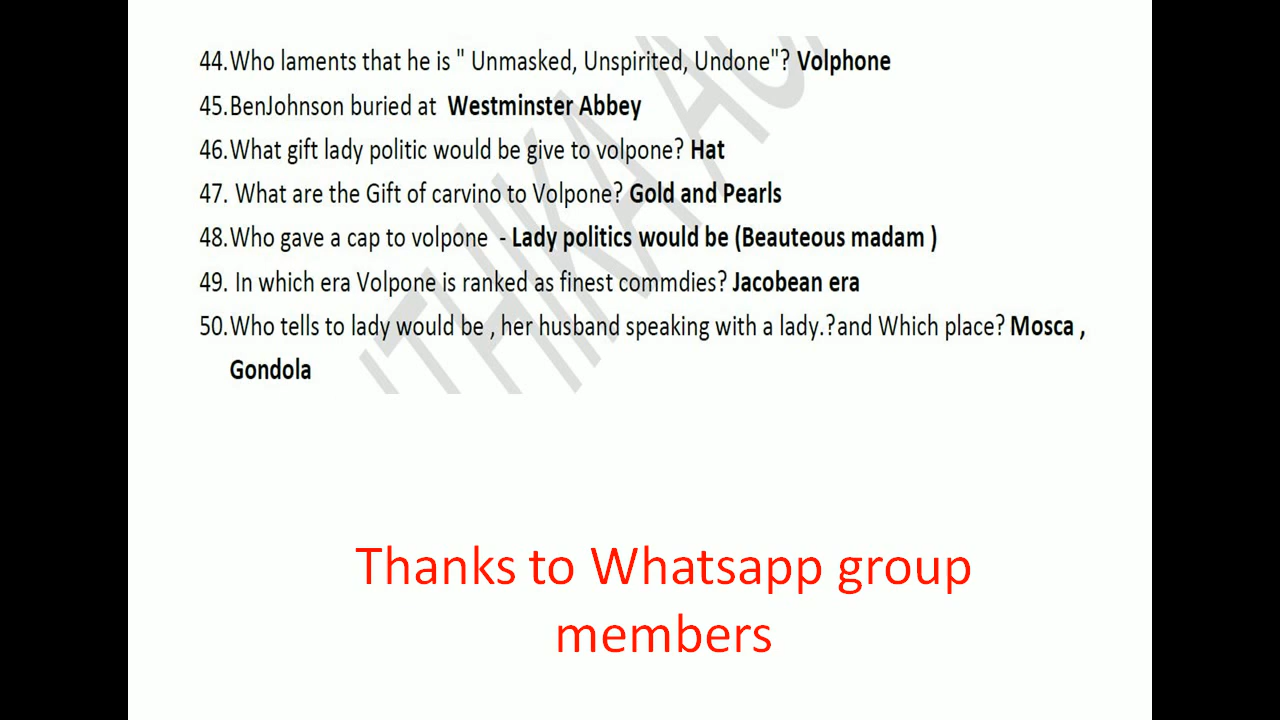 44.Who laments that he is " Unmasked, Unspirited, Undone"? Volphone
45.BenJohnson buried at Westminster Abbey
46.What gift lady politic would be give to volpone? Hat
47. What are the Gift of carvino to Volpone? Gold and Pearls
48.Who gave a cap to volpone - Lady politics would be (Beauteous madam )
49. In which era Volpone is ranked as finest commdies? Jacobean era
50.Who tells to lady would be , her husband speaking with a lady.?and Which place? Mosca ,
Gondola
Thanks to Whatsapp group
members